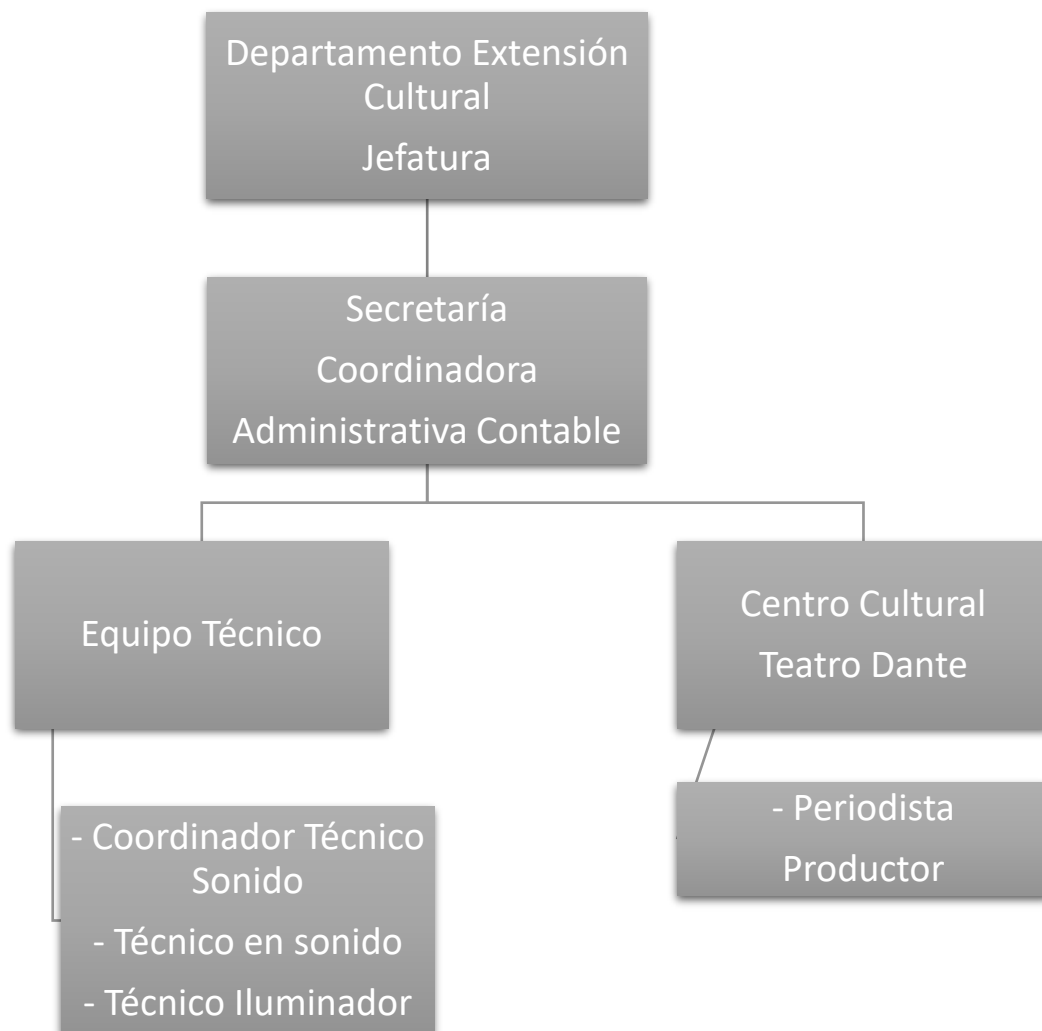 Departamento Extensión
Cultural
Jefatura
Secretaría
Coordinadora
Administrativa Contable
Equipo Técnico
Centro Cultural
Teatro Dante
- Coordinador Técnico
Sonido
- Técnico en sonido
- Técnico Iluminador
- Periodista
Productor